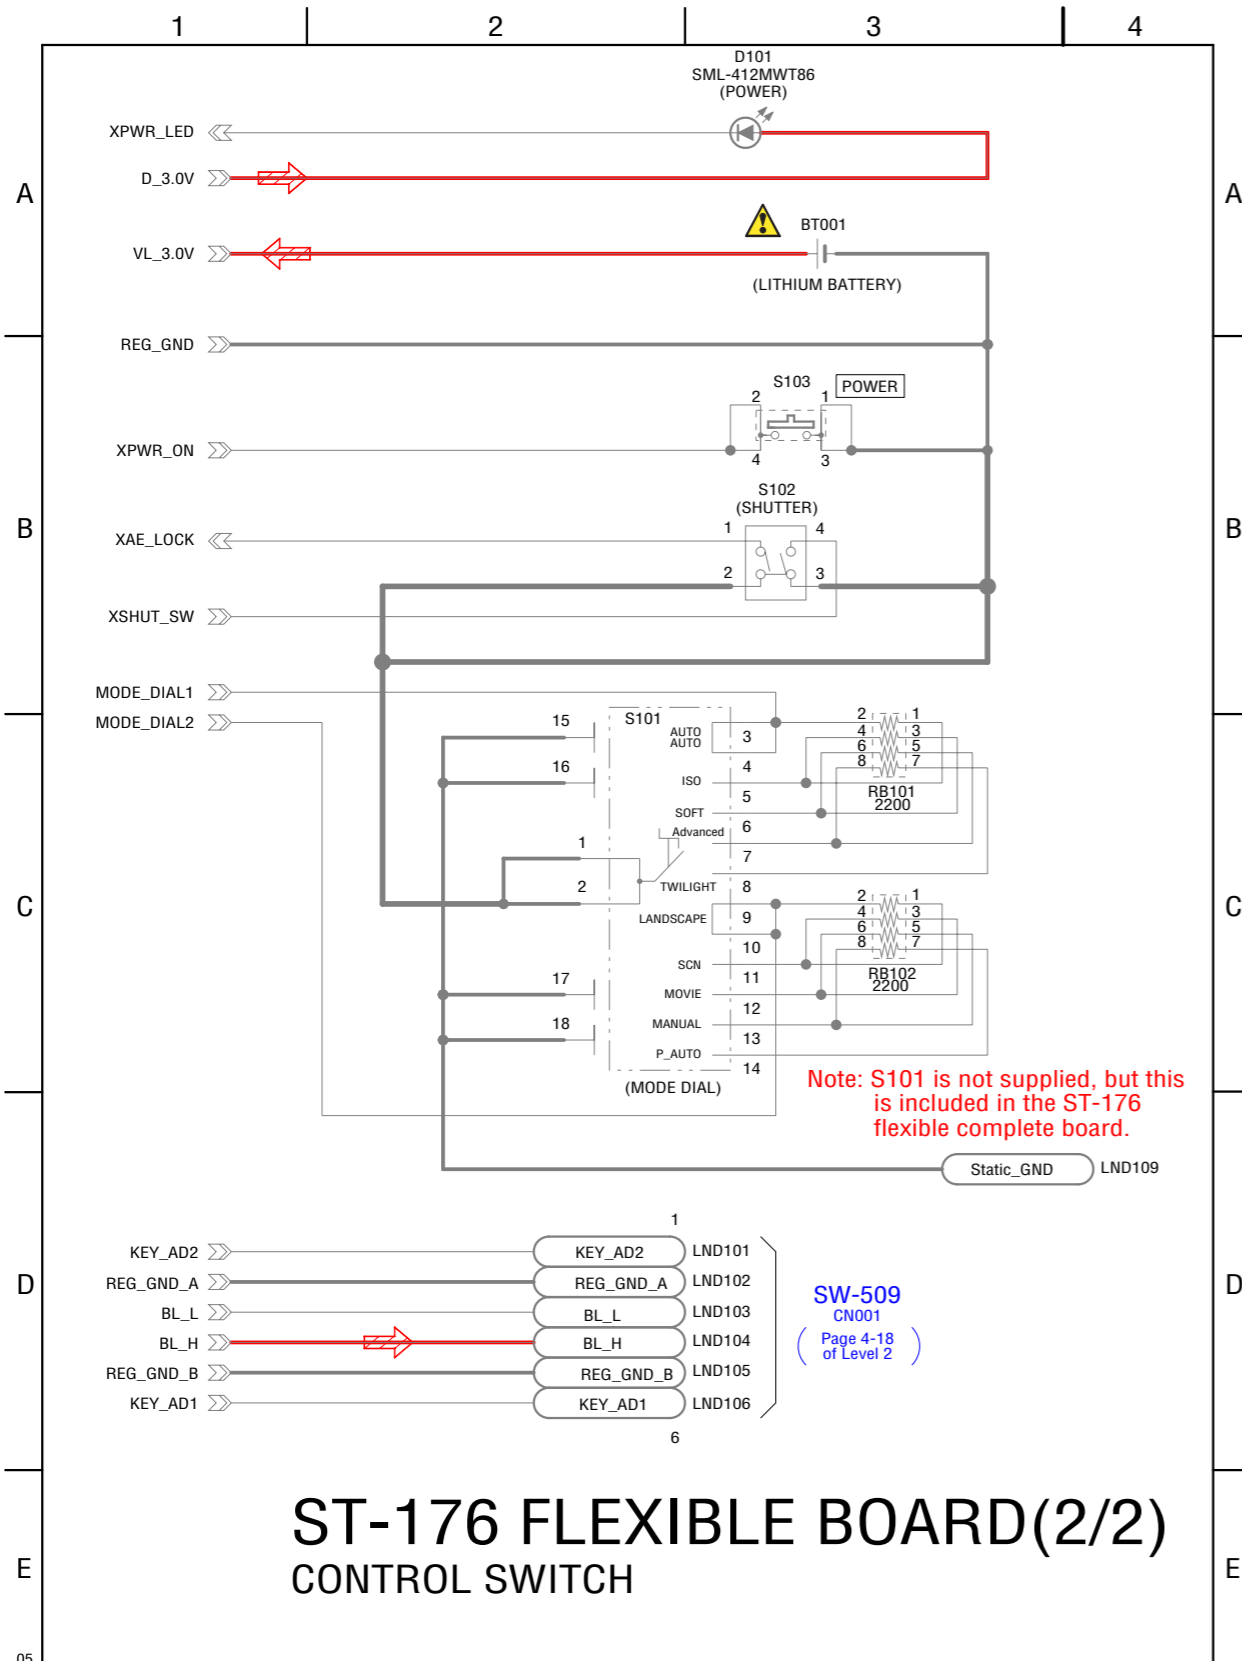 1 2 3 4
D101
SML-412MWT86
(POWER)
XPWR_LED
D_3.0V
A A
BT001
VL_3.0V
(LITHIUM BATTERY)
REG_GND
S103 POWER
2 1
XPWR_ON
4 3
S102
(SHUTTER)
B B
1 4
XAE_LOCK
2 3
XSHUT_SW
MODE_DIAL1
MODE_DIAL2
15 S101 AUTO 3
AUTO
16 4
ISO 5
SOFT 6
Advanced
1 7
2 TWILIGHT 8
LANDSCAPE 9
10
SCN 11
17 MOVIE 12
18 MANUAL 13
P_AUTO 14
(MODE DIAL)
2 1
4 3
6 5
8 7
RB101
2200
C C
2 1
4 3
6 5
8 7
RB102
2200
Note: S101 is not supplied, but this
is included in the ST-176
flexible complete board.
Static_GND LND109
1
KEY_AD2 KEY_AD2 LND101
REG_GND_A REG_GND_A LND102
BL_L BL_L LND103
BL_H BL_H LND104
REG_GND_B REG_GND_B LND105
KEY_AD1 KEY_AD1 LND106
6
D D
SW-509
CN001
( Page 4-18
of Level 2 )
ST-176 FLEXIBLE BOARD(2/2)
CONTROL SWITCH
E E
05